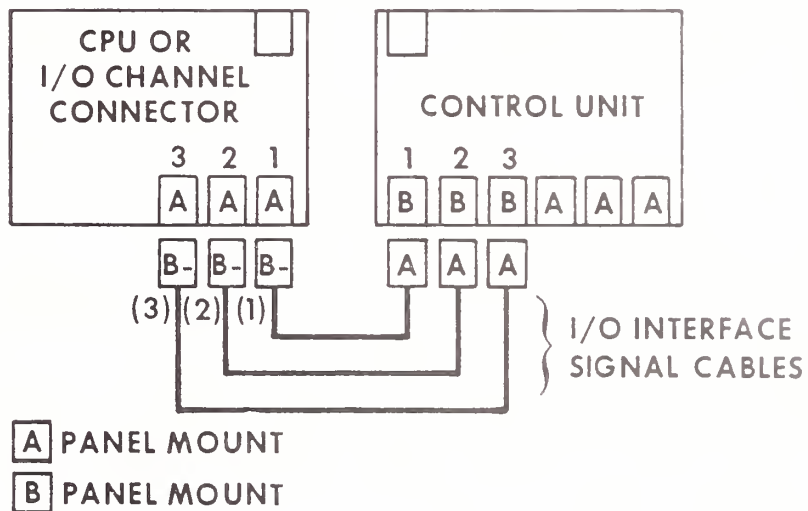 CPU OR
I/O CHANNEL
CONNECTOR
3 2 1
A A A
CONTROL UNIT
1 2 3
B B B A A A
B- B- B-
(3) (2) (1)
A A A
I/O INTERFACE
SIGNAL CABLES
A PANEL MOUNT
B PANEL MOUNT